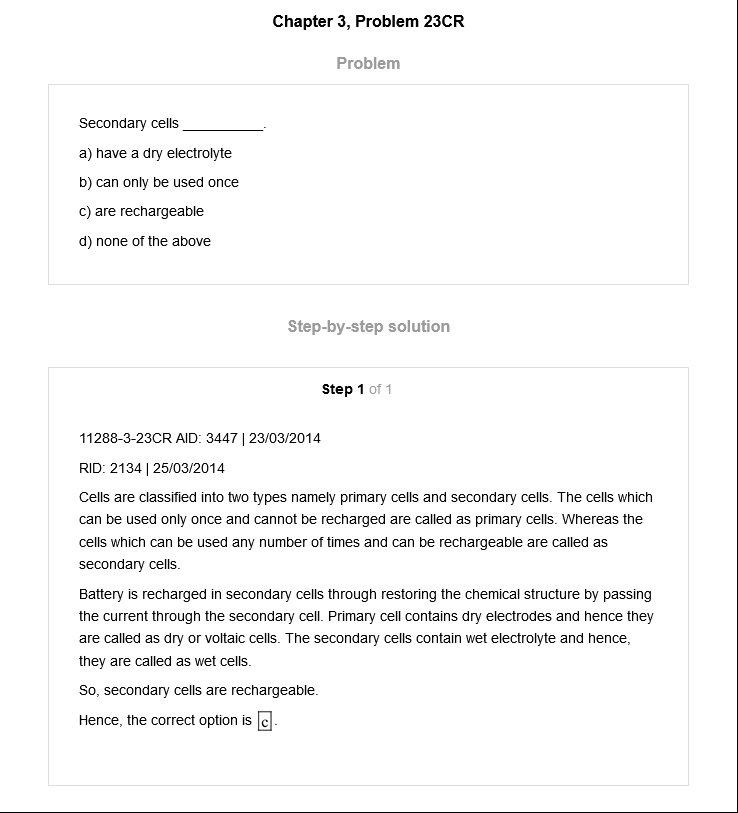 Chapter 3, Problem 23CR
Problem
Secondary cells __________.
a) have a dry electrolyte
b) can only be used once
c) are rechargeable
d) none of the above
Step-by-step solution
Step 1 of 1
11288-3-23CR AID: 3447 | 23/03/2014
RID: 2134 | 25/03/2014
Cells are classified into two types namely primary cells and secondary cells. The cells which
can be used only once and cannot be recharged are called as primary cells. Whereas the
cells which can be used any number of times and can be rechargeable are called as
secondary cells.
Battery is recharged in secondary cells through restoring the chemical structure by passing
the current through the secondary cell. Primary cell contains dry electrodes and hence they
are called as dry or voltaic cells. The secondary cells contain wet electrolyte and hence,
they are called as wet cells.
So, secondary cells are rechargeable.
Hence, the correct option is c.